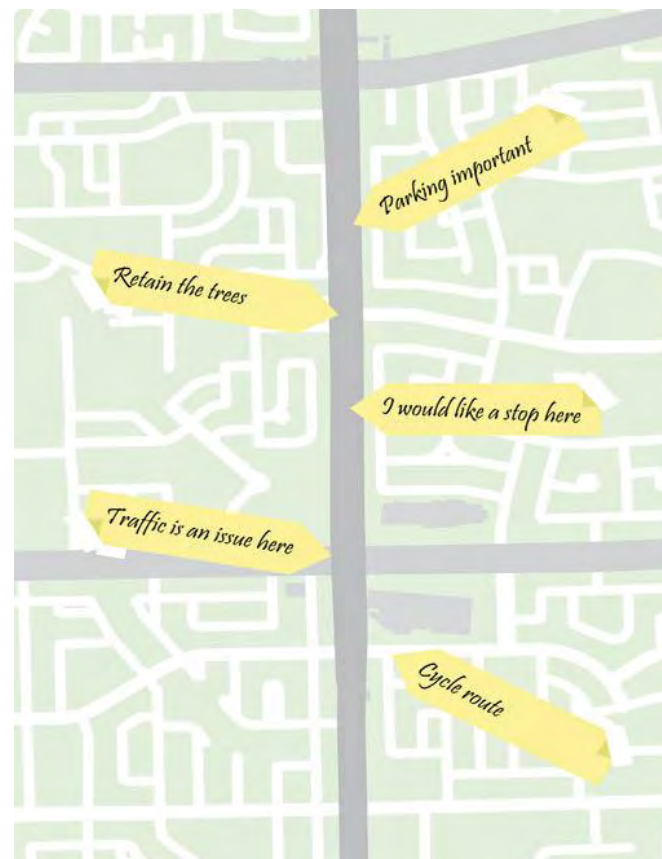 Parking important
Retain the trees
I would like a stop here
Traffic is an issue here
Cycle route